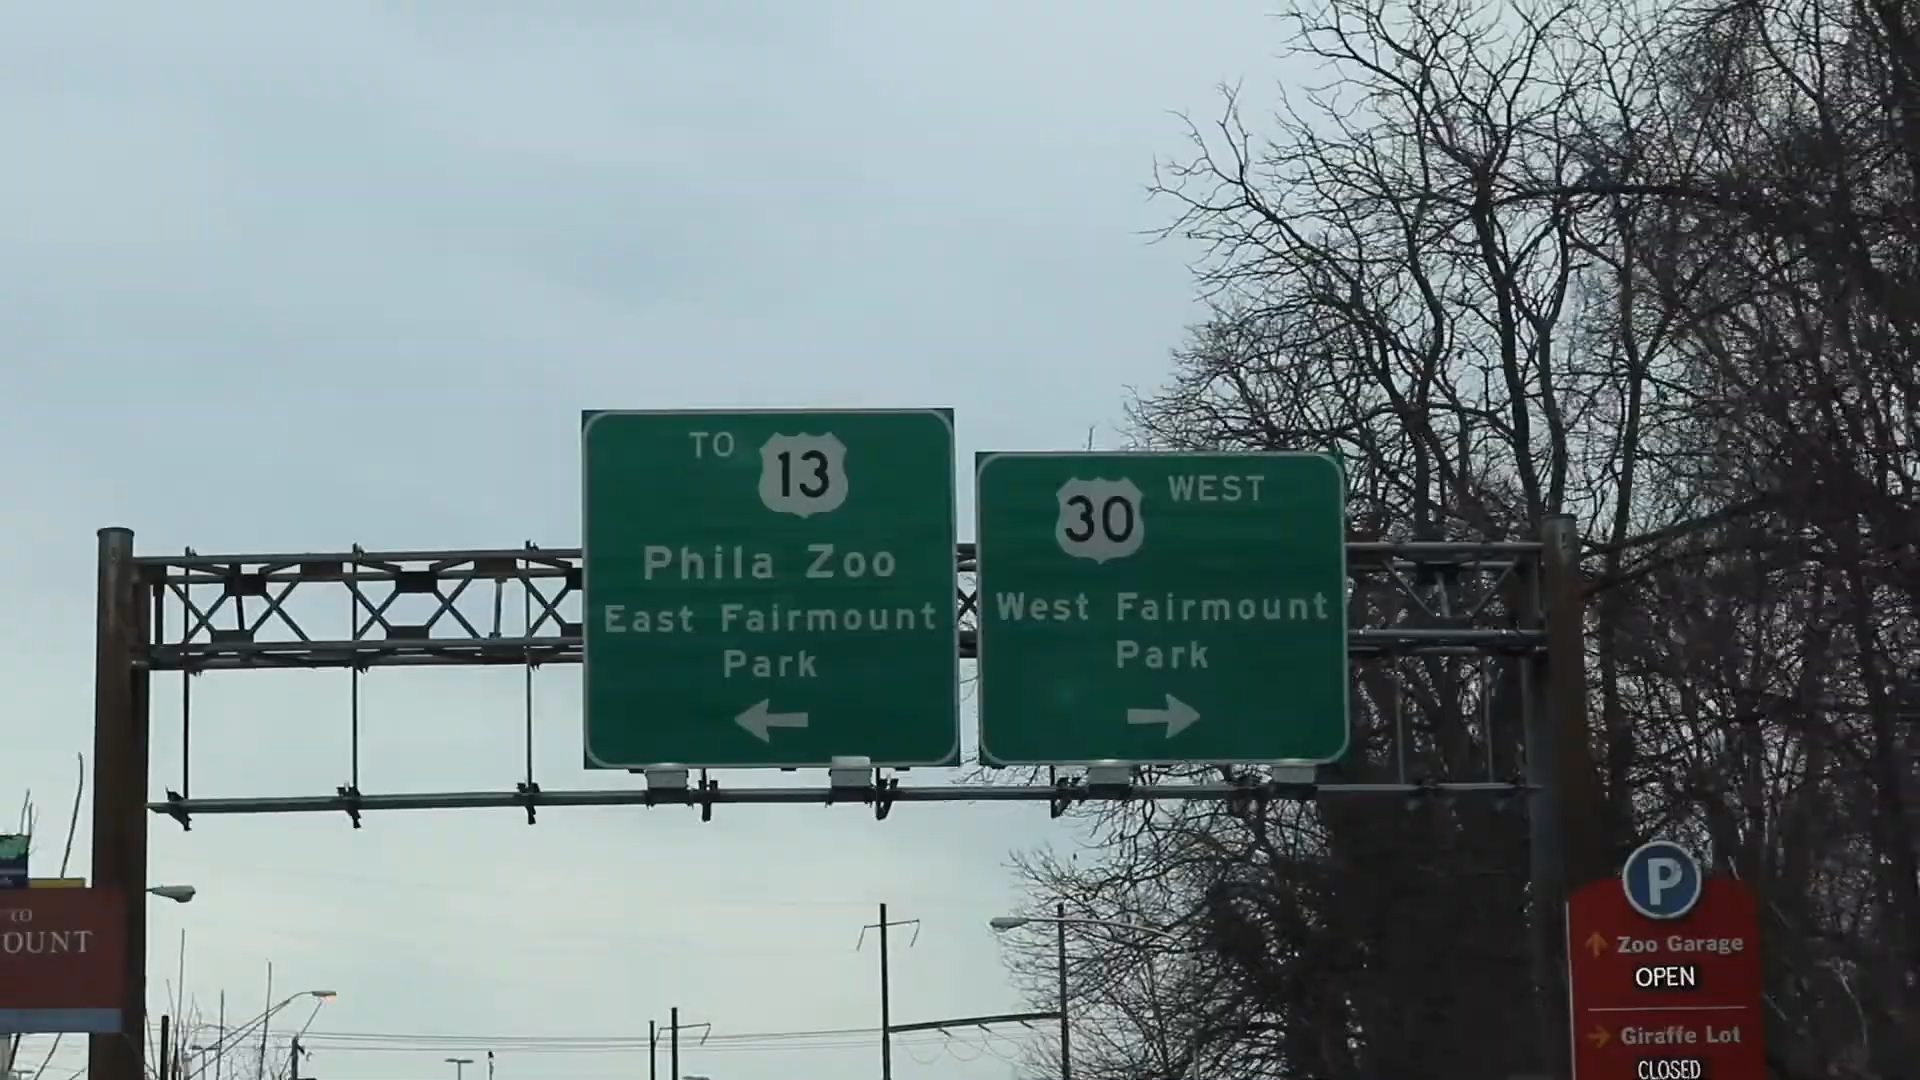 TO 13
Phila Zoo
East Fairmount
Park
30 WEST
West Fairmount
Park
TO
OUNT
P
Zoo Garage
OPEN
Giraffe Lot
CLOSED